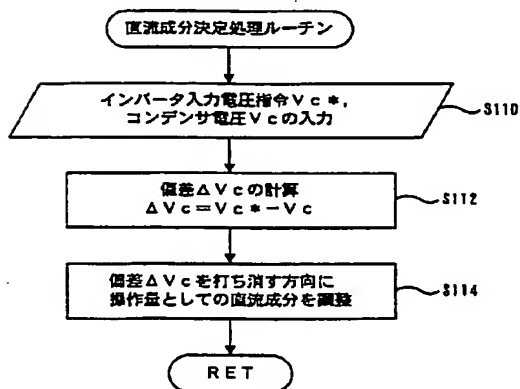 直流成分決定処理ルーチン
インバータ入力電圧指令Ｖｃ＊，
コンデンサ電圧Ｖｃの入力
S110
偏差△Ｖｃの計算
△Ｖｃ＝Ｖｃ＊－Ｖｃ
S112
偏差△Ｖｃを打ち消す方向に
操作量としての直流成分を調整
S114
ＲＥＴ